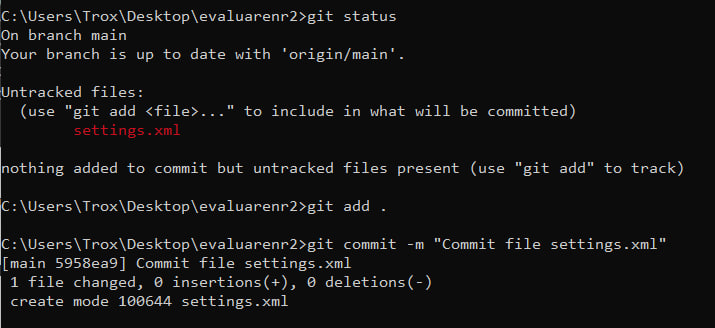 C:\Users\Trox\Desktop\evaluarenr2>git status
On branch main
Your branch is up to date with 'origin/main'.
Untracked files:
  (use "git add <file>..." to include in what will be committed)
        settings.xml
nothing added to commit but untracked files present (use "git add" to track)
C:\Users\Trox\Desktop\evaluarenr2>git add .
C:\Users\Trox\Desktop\evaluarenr2>git commit -m "Commit file settings.xml"
[main 5958ea9] Commit file settings.xml
 1 file changed, 0 insertions(+), 0 deletions(-)
 create mode 100644 settings.xml